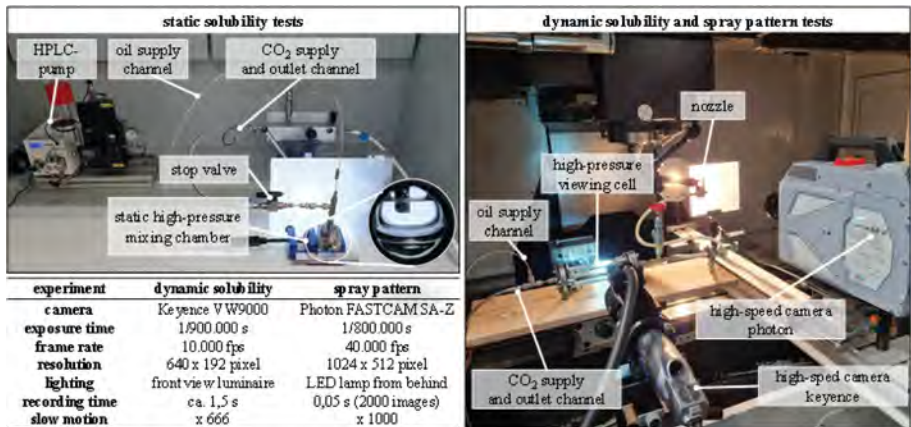 static solubility tests
HPLC-
pump
oil supply
channel
CO2 supply
and outlet channel
stop valve
static high-pressure
mixing chamber
experiment dynamic solubility spray pattern
camera Keyence VW9000 Photon FASTCAM SA-Z
exposure time 1/900.000 s 1/800.000 s
frame rate 10.000 fps 40.000 fps
resolution 640 x 192 pixel 1024 x 512 pixel
lighting front view luminaire LED lamp from behind
recording time ca. 1,5 s 0,05 s (2000 images)
slow motion x 666 x 1000
dynamic solubility and spray pattern tests
nozzle
high-pressure
viewing cell
oil supply
channel
high-speed camera
photon
CO2 supply
and outlet channel
high-sped camera
keyence